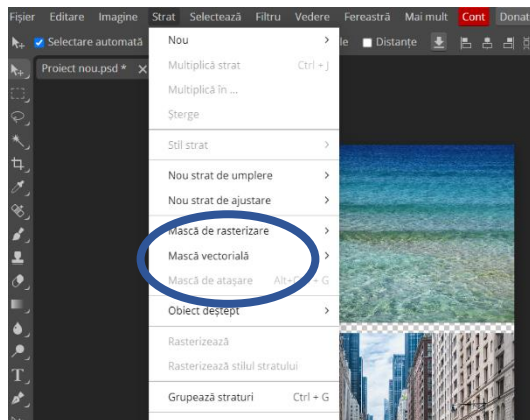 Fișier Editare Imagine Strat Selectează Filtru Vedere Fereastră Mai mult Cont Donat
Selectare automată le Distanțe
Proiect nou.psd *
Nou
Multiplică strat Ctrl + J
Multiplică în ...
Șterge
Stil strat
Nou strat de umplere
Nou strat de ajustare
Mască de rasterizare
Mască vectorială
Mască de atașare Alt+ G
Obiect deștept
Rasterizează
Rasterizează stilul stratului
Grupează straturi Ctrl + G